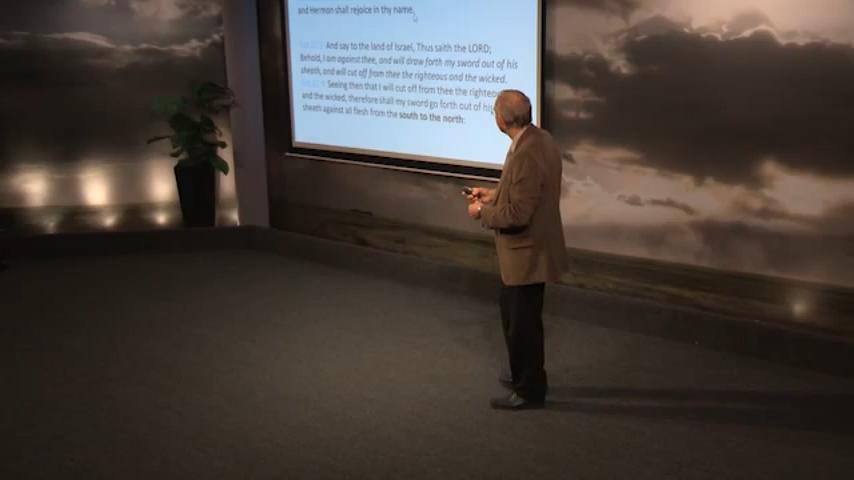 and Hermon shall rejoice in thy name.
And say to the land of Israel, Thus saith the LORD;
Behold, I am against thee, and will draw forth my sword out of his
sheath, and will cut off from thee the righteous and the wicked.
Seeing then that I will cut off from thee the
and the wicked, therefore shall my sword go forth out of his
sheath against all flesh from the south to the north: